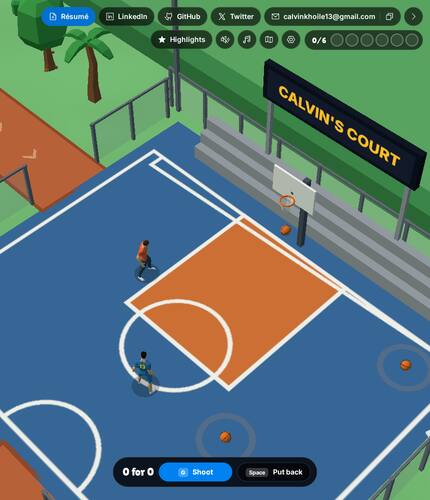 Résumé LinkedIn GitHub Twitter calvinkhoile13@gmail.com
Highlights 0/6
CALVIN'S COURT
0 for 0 G Shoot Space Put back